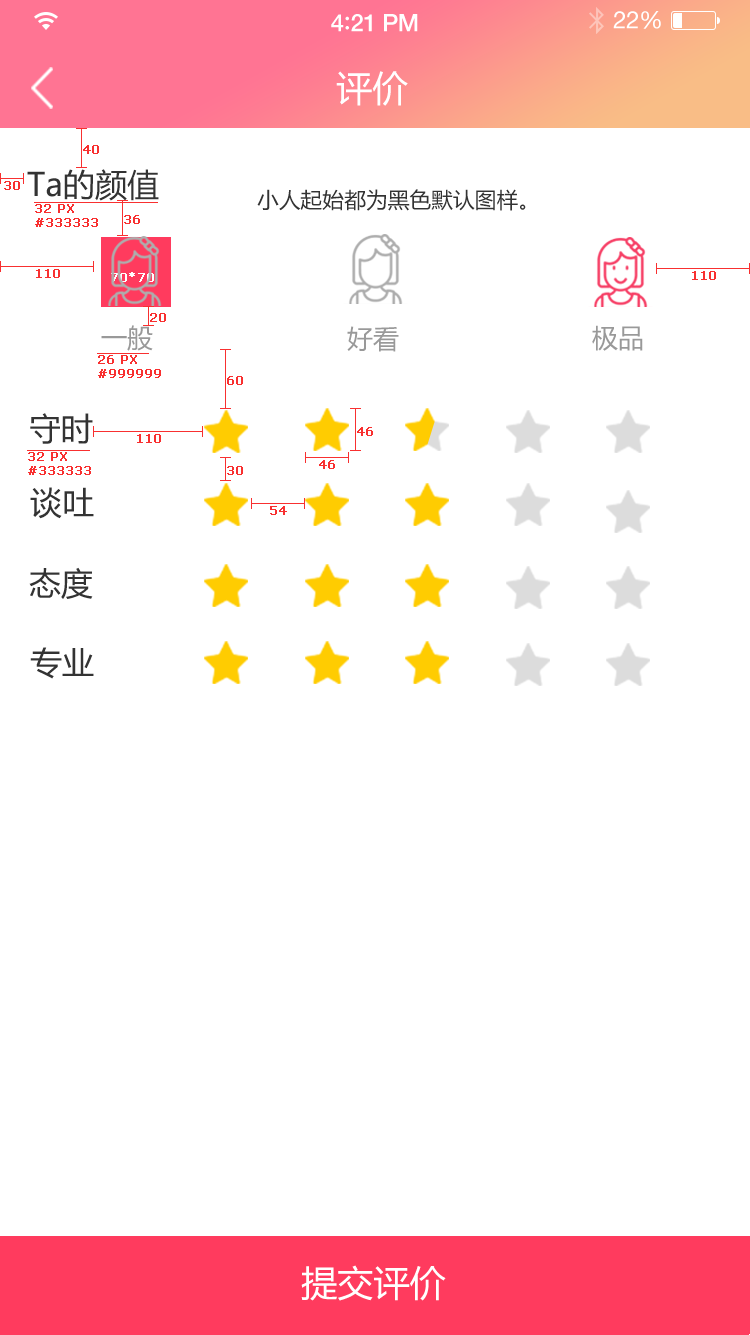 4:21 PM
22%
评价
40
30
Ta的颜值
32 PX
#333333
小人起始都为黑色默认图样。
36
110
70*70
110
20
一般
好看
极品
26 PX
#999999
60
守时
110
46
32 PX
#333333
46
30
谈吐
54
态度
专业
提交评价